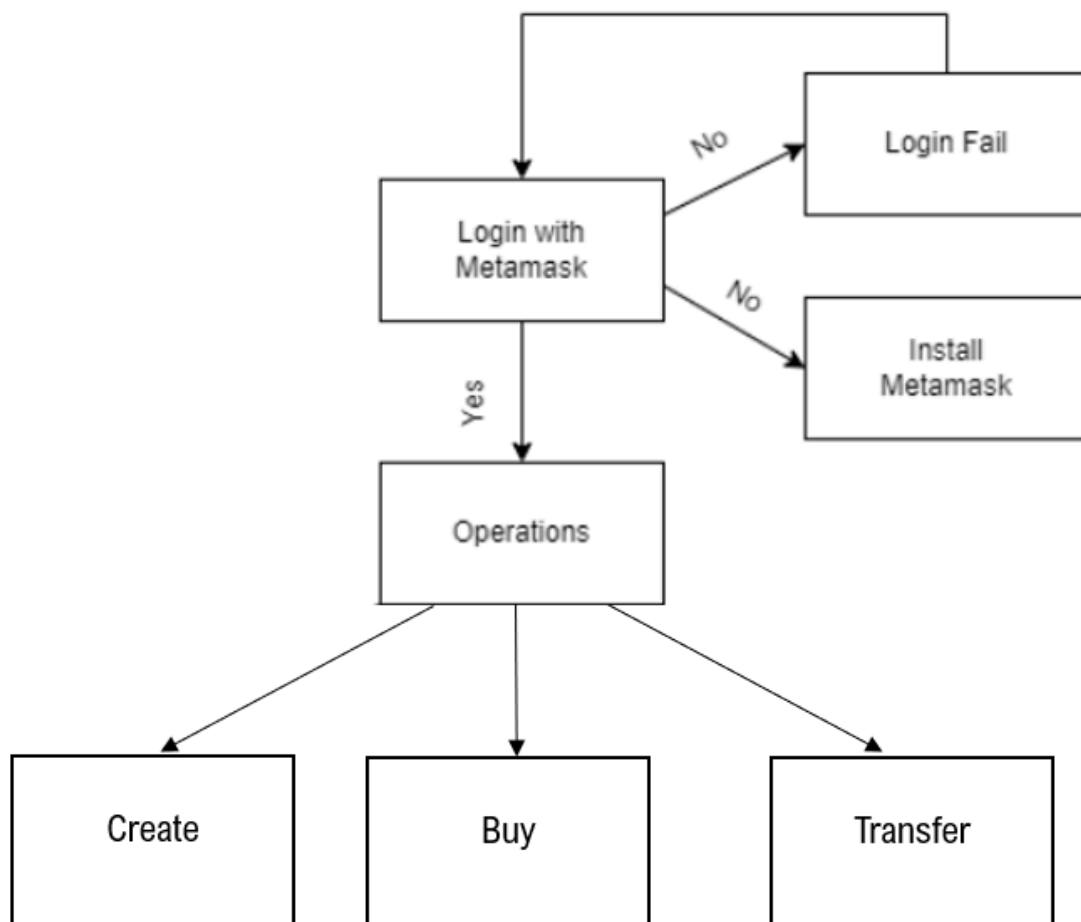 Login Fail
No
Login with
Metamask
No
Install
Metamask
Yes
Operations
Create
Buy
Transfer